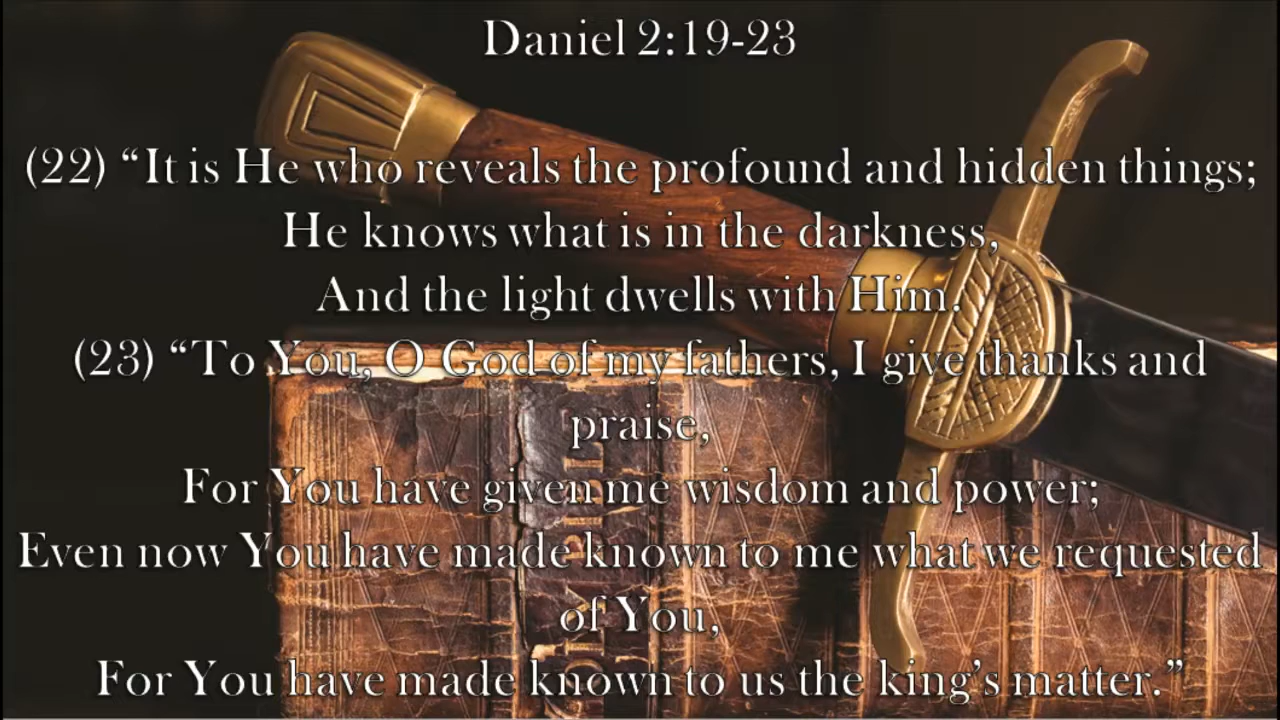 Daniel 2:19-23
(22) “It is He who reveals the profound and hidden things;
He knows what is in the darkness,
And the light dwells with Him.
(23) “To You, O God of my fathers, I give thanks and
praise,
For You have given me wisdom and power;
Even now You have made known to me what we requested
of You,
For You have made known to us the king’s matter.”
HOLY BIBLE